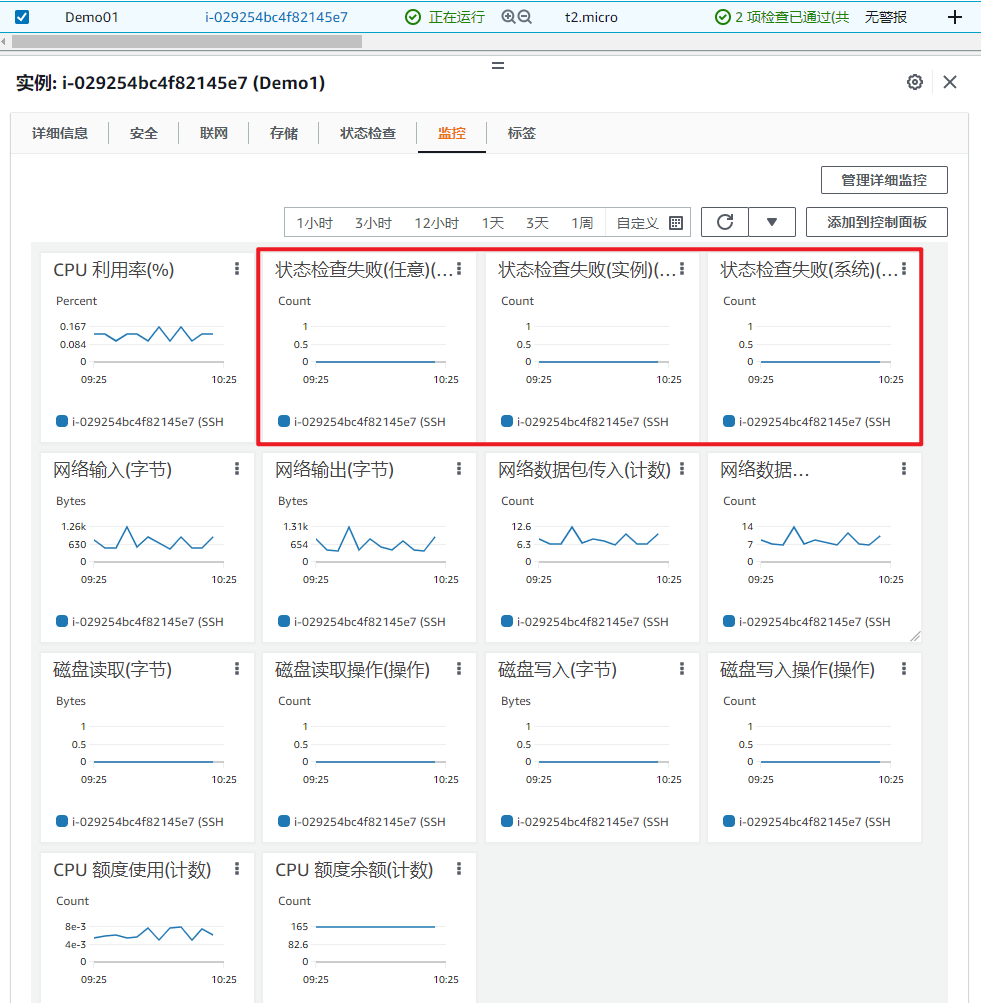 Demo01 i-029254bc4f82145e7 正在运行 t2.micro 2 项检查已通过(共 无警报
实例: i-029254bc4f82145e7 (Demo1)
详细信息 安全 联网 存储 状态检查 监控 标签
管理详细监控
1小时 3小时 12小时 1天 3天 1周 自定义 添加到控制面板
CPU 利用率(%)
Percent
0.167
0.084
0
09:25 10:25
i-029254bc4f82145e7 (SSH
状态检查失败(任意)(...
Count
1
0.5
0
09:25 10:25
i-029254bc4f82145e7 (SSH
状态检查失败(实例)(...
Count
1
0.5
0
09:25 10:25
i-029254bc4f82145e7 (SSH
状态检查失败(系统)(...
Count
1
0.5
0
09:25 10:25
i-029254bc4f82145e7 (SSH
网络输入(字节)
Bytes
1.26k
630
0
09:25 10:25
i-029254bc4f82145e7 (SSH
网络输出(字节)
Bytes
1.31k
654
0
09:25 10:25
i-029254bc4f82145e7 (SSH
网络数据包传入(计数)
Count
12.6
6.3
0
09:25 10:25
i-029254bc4f82145e7 (SSH
网络数据...
Count
14
7
0
09:25 10:25
i-029254bc4f82145e7 (SSH
磁盘读取(字节)
Bytes
1
0.5
0
09:25 10:25
i-029254bc4f82145e7 (SSH
磁盘读取操作(操作)
Count
1
0.5
0
09:25 10:25
i-029254bc4f82145e7 (SSH
磁盘写入(字节)
Bytes
1
0.5
0
09:25 10:25
i-029254bc4f82145e7 (SSH
磁盘写入操作(操作)
Count
1
0.5
0
09:25 10:25
i-029254bc4f82145e7 (SSH
CPU 额度使用(计数)
Count
8e-3
4e-3
0
09:25 10:25
CPU 额度余额(计数)
Count
165
82.6
0
09:25 10:25